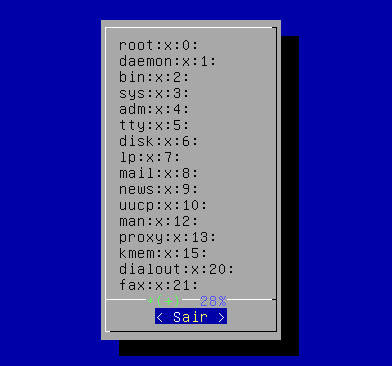 root:x:0:
daemon:x:1:
bin:x:2:
sys:x:3:
adm:x:4:
tty:x:5:
disk:x:6:
lp:x:7:
mail:x:8:
news:x:9:
uucp:x:10:
man:x:12:
proxy:x:13:
kmem:x:15:
dialout:x:20:
fax:x:21:
↓(+) 28%
< Sair >